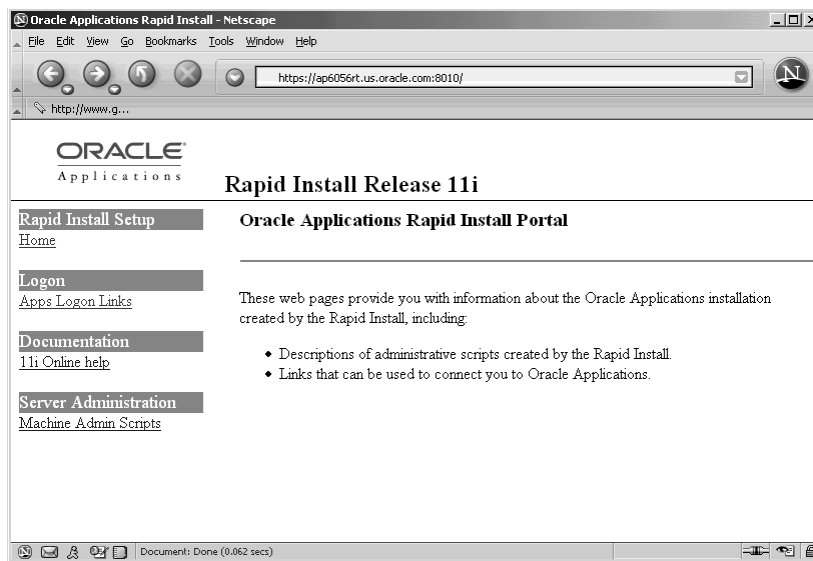 Oracle Applications Rapid Install - Netscape
File Edit View Go Bookmarks Tools Window Help
https://ap6056rt.us.oracle.com:8010/
N
http://www.g...
ORACLE
Applications
Rapid Install Release 11i
Rapid Install Setup
Home
Logon
Apps Logon Links
Documentation
11i Online help
Server Administration
Machine Admin Scripts
Oracle Applications Rapid Install Portal
These web pages provide you with information about the Oracle Applications installation
created by the Rapid Install, including:
Descriptions of administrative scripts created by the Rapid Install.
Links that can be used to connect you to Oracle Applications.
Document: Done (0.062 secs)